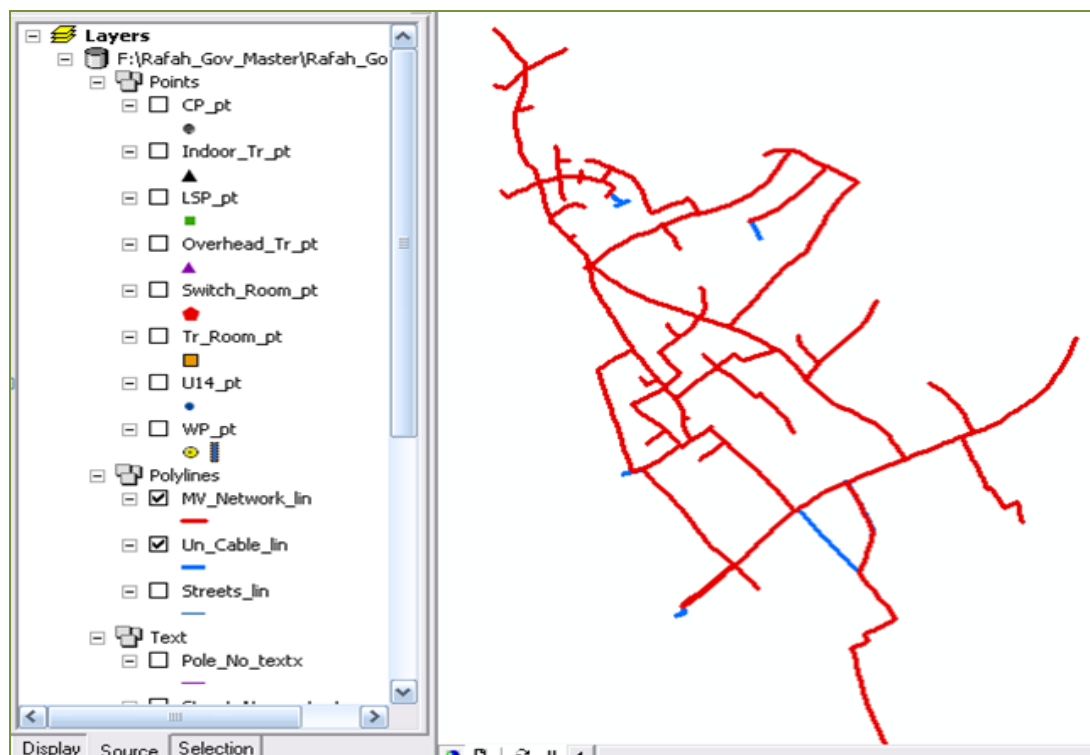 Layers
F:\Rafah_Gov_Master\Rafah_Go
Points
CP_pt
Indoor_Tr_pt
LSP_pt
Overhead_Tr_pt
Switch_Room_pt
Tr_Room_pt
U14_pt
WP_pt
Polylines
MV_Network_lin
Un_Cable_lin
Streets_lin
Text
Pole_No_textx
Display Source Selection